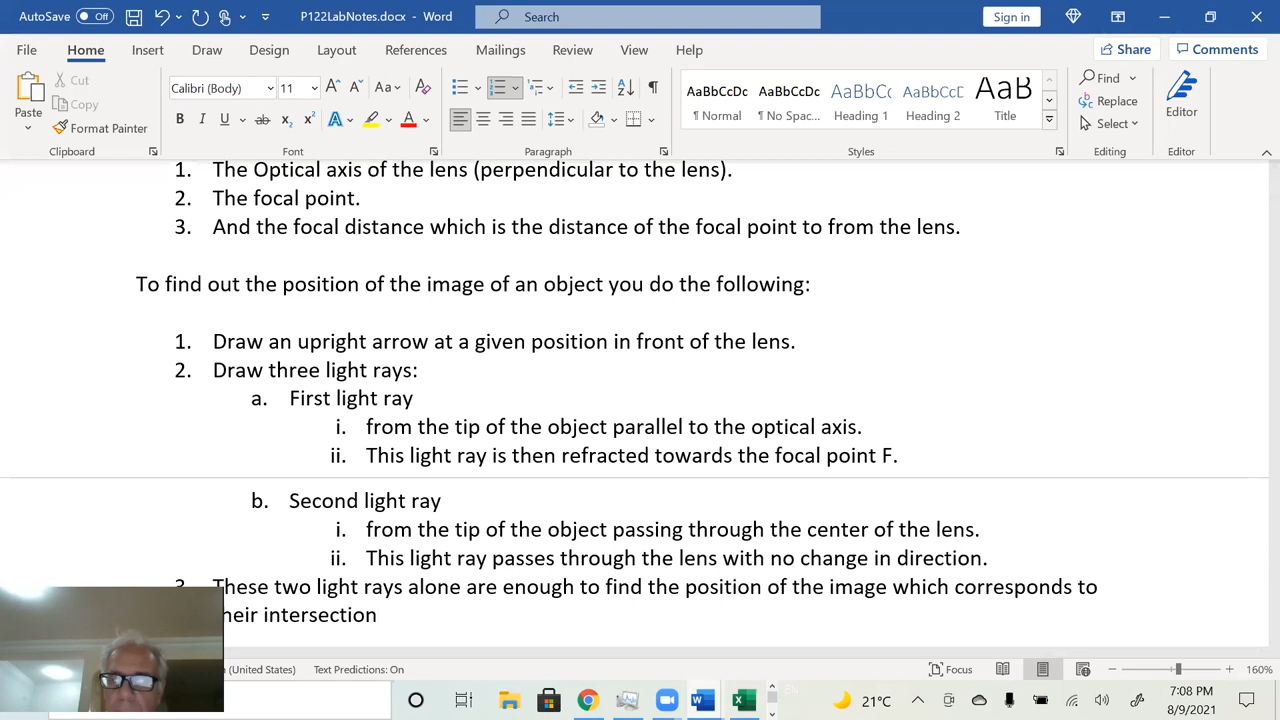 AutoSave Off P122LabNotes.docx - Word Search Sign in
File Home Insert Draw Design Layout References Mailings Review View Help Share Comments
Paste Cut Copy Format Painter Calibri (Body) 11 Aa AaBbCcDc ¶ Normal AaBbCcDc ¶ No Spac... AaBbCc Heading 1 AaBbCcD Heading 2 AaB Title Find Replace Select Editor
Clipboard Font Paragraph Styles Editing Editor
1. The Optical axis of the lens (perpendicular to the lens).
2. The focal point.
3. And the focal distance which is the distance of the focal point to from the lens.
To find out the position of the image of an object you do the following:
1. Draw an upright arrow at a given position in front of the lens.
2. Draw three light rays:
a. First light ray
i. from the tip of the object parallel to the optical axis.
ii. This light ray is then refracted towards the focal point F.
b. Second light ray
i. from the tip of the object passing through the center of the lens.
ii. This light ray passes through the lens with no change in direction.
3. These two light rays alone are enough to find the position of the image which corresponds to
heir intersection
(United States) Text Predictions: On Focus 160%
21°C 7:08 PM
8/9/2021